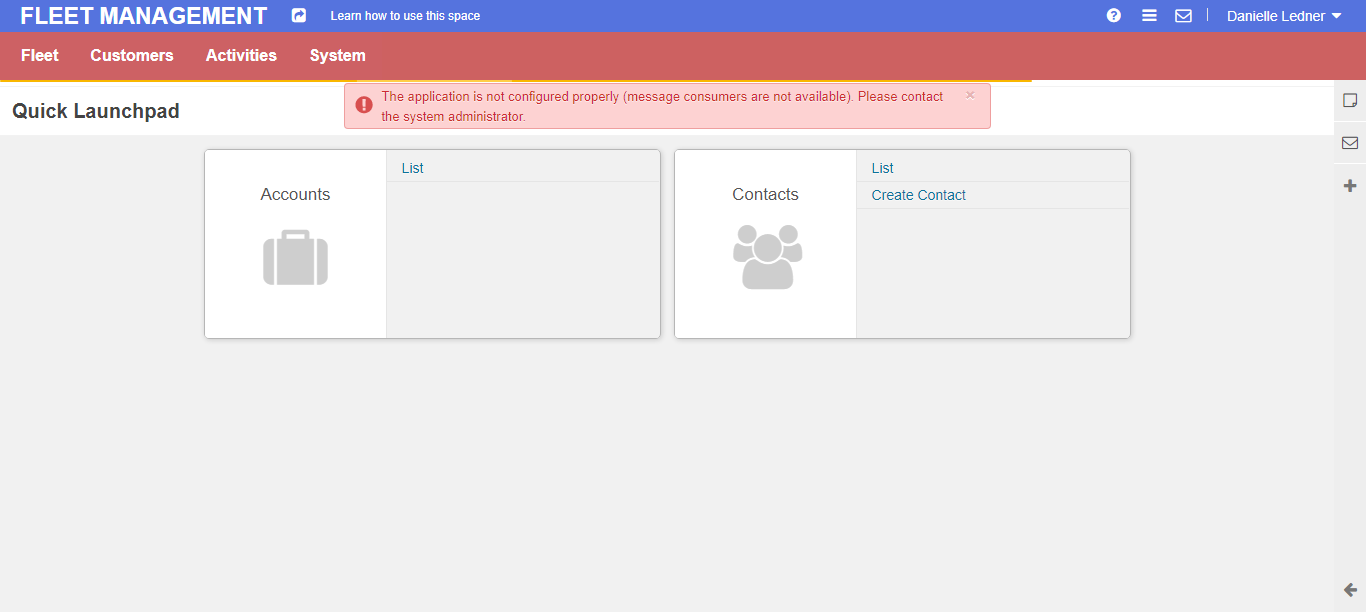 FLEET MANAGEMENT
Learn how to use this space
Danielle Ledner
Fleet
Customers
Activities
System
The application is not configured properly (message consumers are not available). Please contact
the system administrator.
×
Quick Launchpad
Accounts
List
Contacts
List
Create Contact